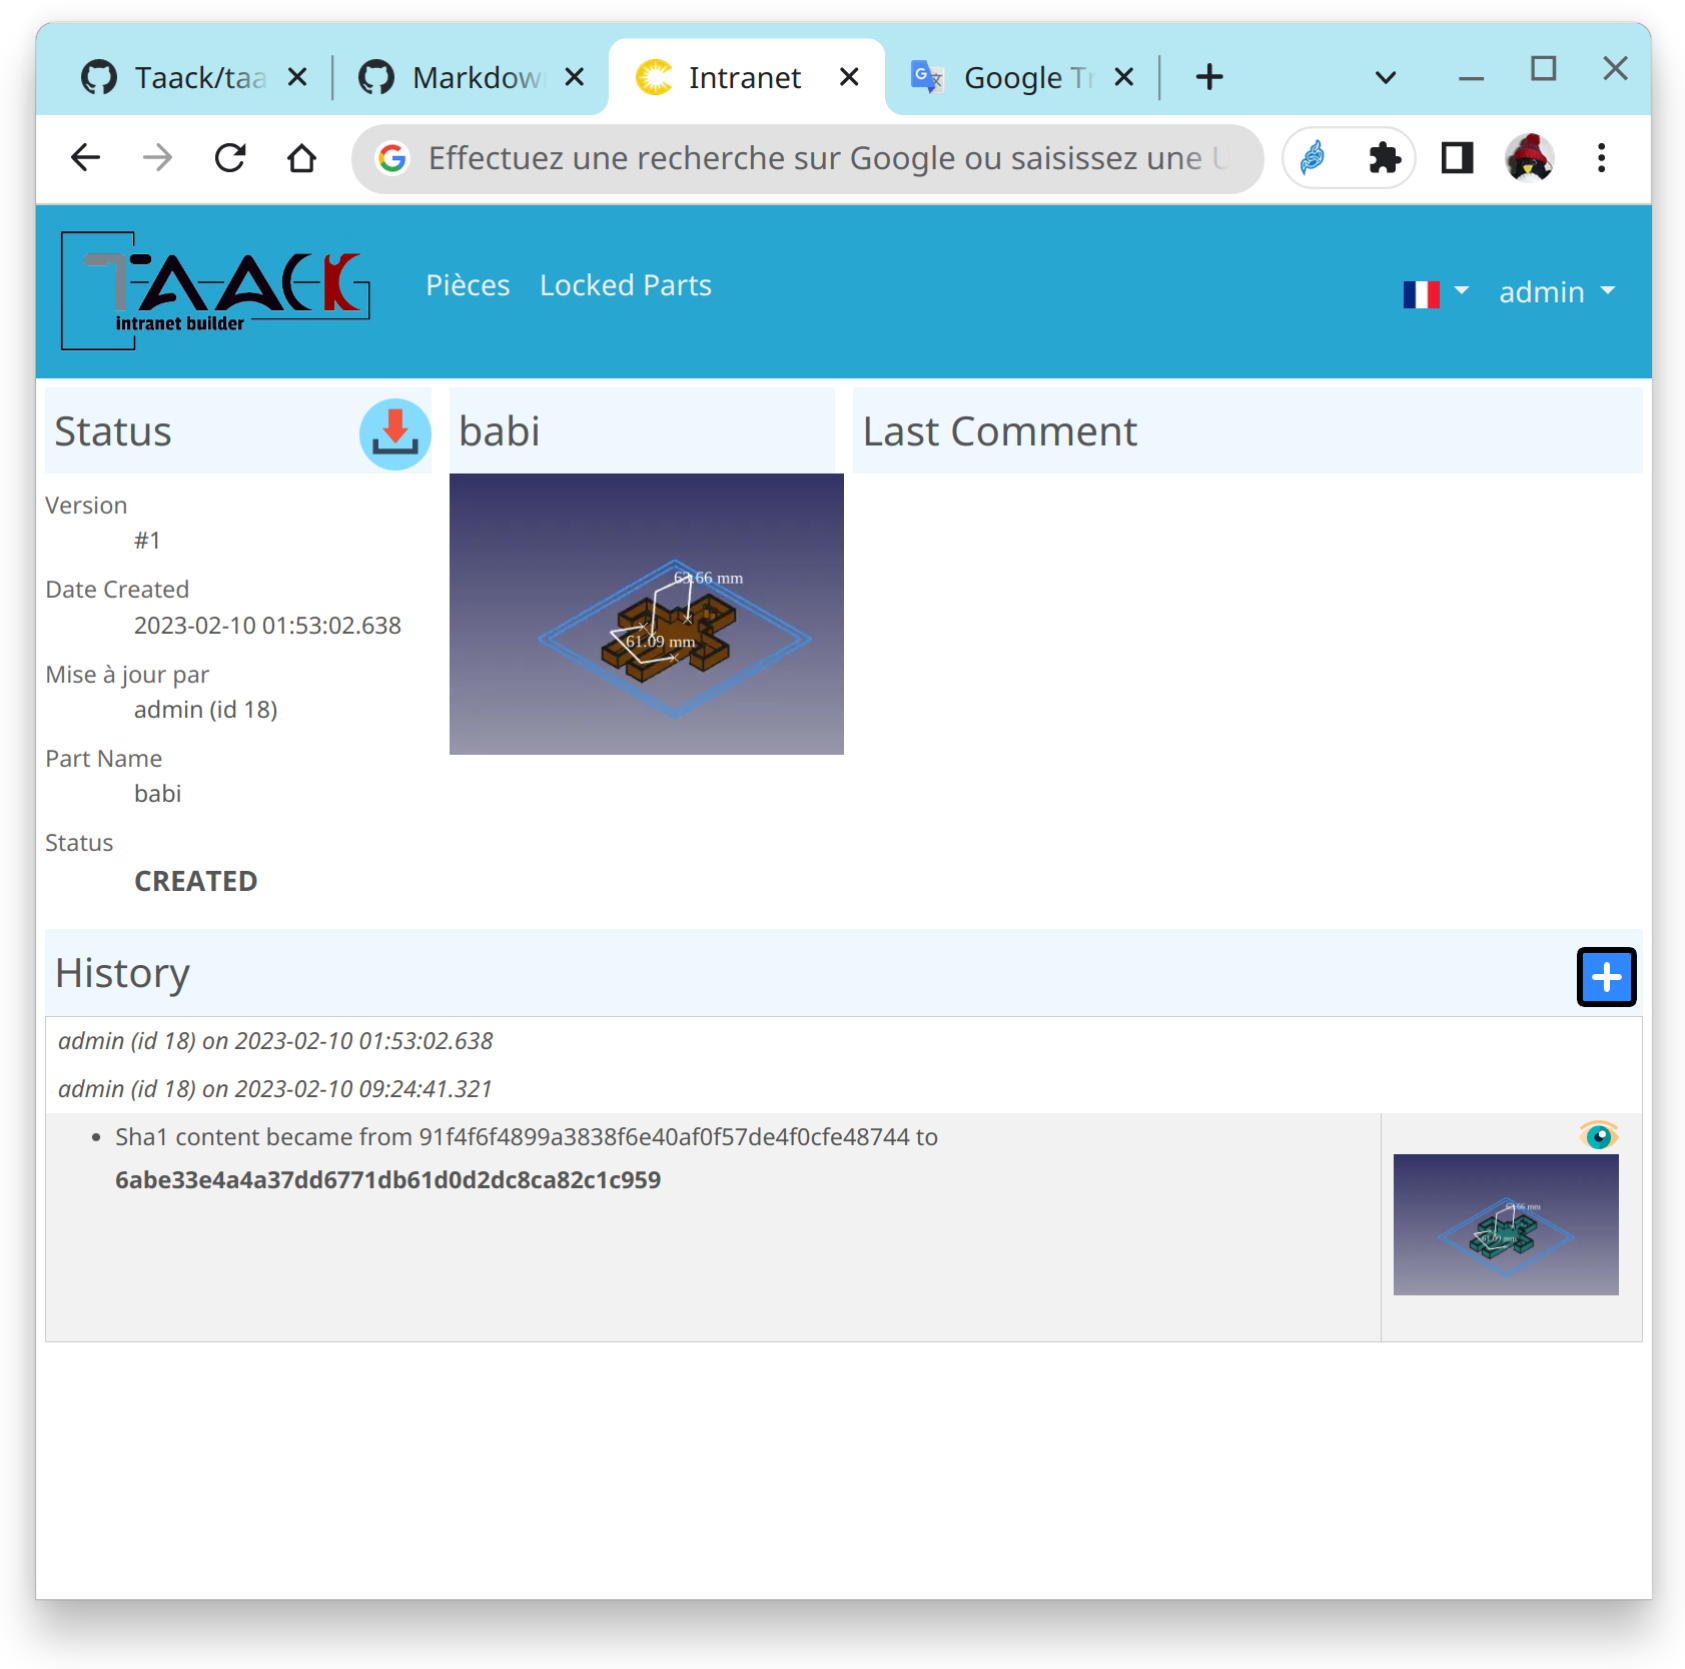 Taack/taa
Markdow
Intranet
Google Tr
Effectuez une recherche sur Google ou saisissez une U
TAACK
intranet builder
Pièces
Locked Parts
admin
Status
babi
Last Comment
Version
#1
Date Created
2023-02-10 01:53:02.638
Mise à jour par
admin (id 18)
Part Name
babi
Status
CREATED
63.66 mm
61.09 mm
History
admin (id 18) on 2023-02-10 01:53:02.638
admin (id 18) on 2023-02-10 09:24:41.321
• Sha1 content became from 91f4f6f4899a3838f6e40af0f57de4f0cfe48744 to
6abe33e4a4a37dd6771db61d0d2dc8ca82c1c959
63.66 mm
61.09 mm